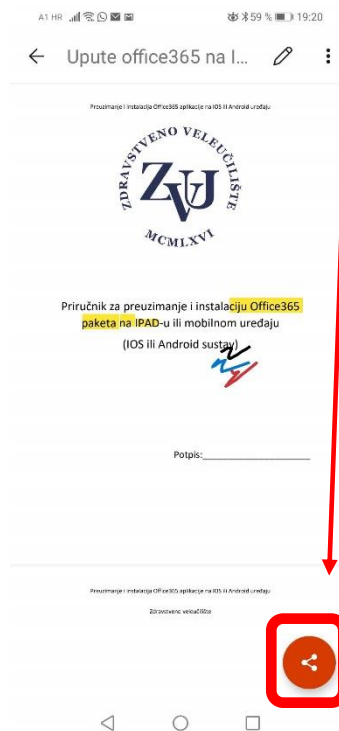 A1 HR 59 % 19:20
Upute office365 na I...
Preuzimanje i instalacija Office365 aplikacije na IOS ili Android uređaju
ZDRAVSTVENO VELEUČILIŠTE
ZVU
MCMLXVI
Priručnik za preuzimanje i instalaciju Office365
paketa na IPAD-u ili mobilnom uređaju
(IOS ili Android sustav)
Potpis:____________________
Preuzimanje i instalacija Office365 aplikacije na IOS ili Android uređaju
Zdravstveno veleučilište